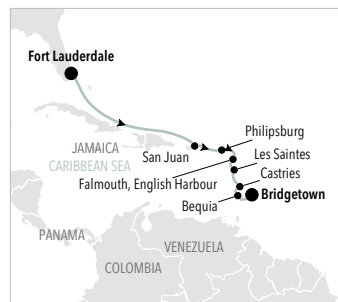 Fort Lauderdale
Philipsburg
JAMAICA
San Juan
Les Saintes
CARIBBEAN SEA
Castries
Falmouth, English Harbour
Bridgetown
Bequia
PANAMA
VENEZUELA
COLOMBIA